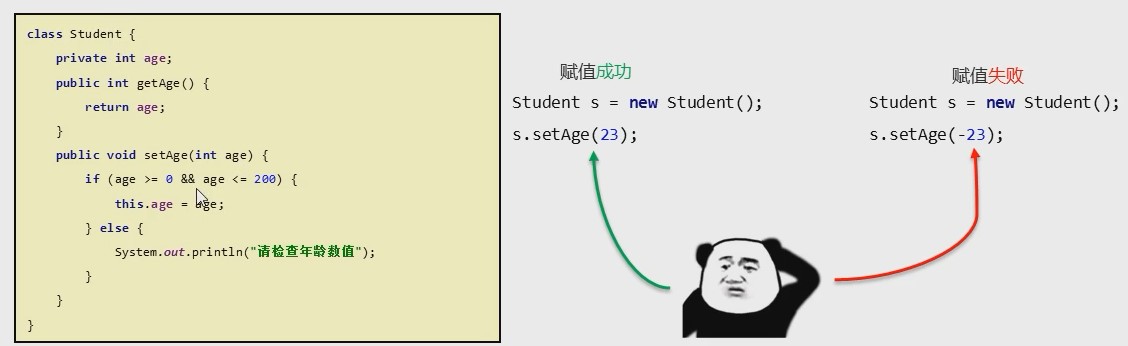 class Student {
private int age;
public int getAge() {
return age;
}
public void setAge(int age) {
if (age >= 0 && age <= 200) {
this.age = age;
} else {
System.out.println("请检查年龄数值");
}
}
}
赋值成功
Student s = new Student();
s.setAge(23);
赋值失败
Student s = new Student();
s.setAge(-23);